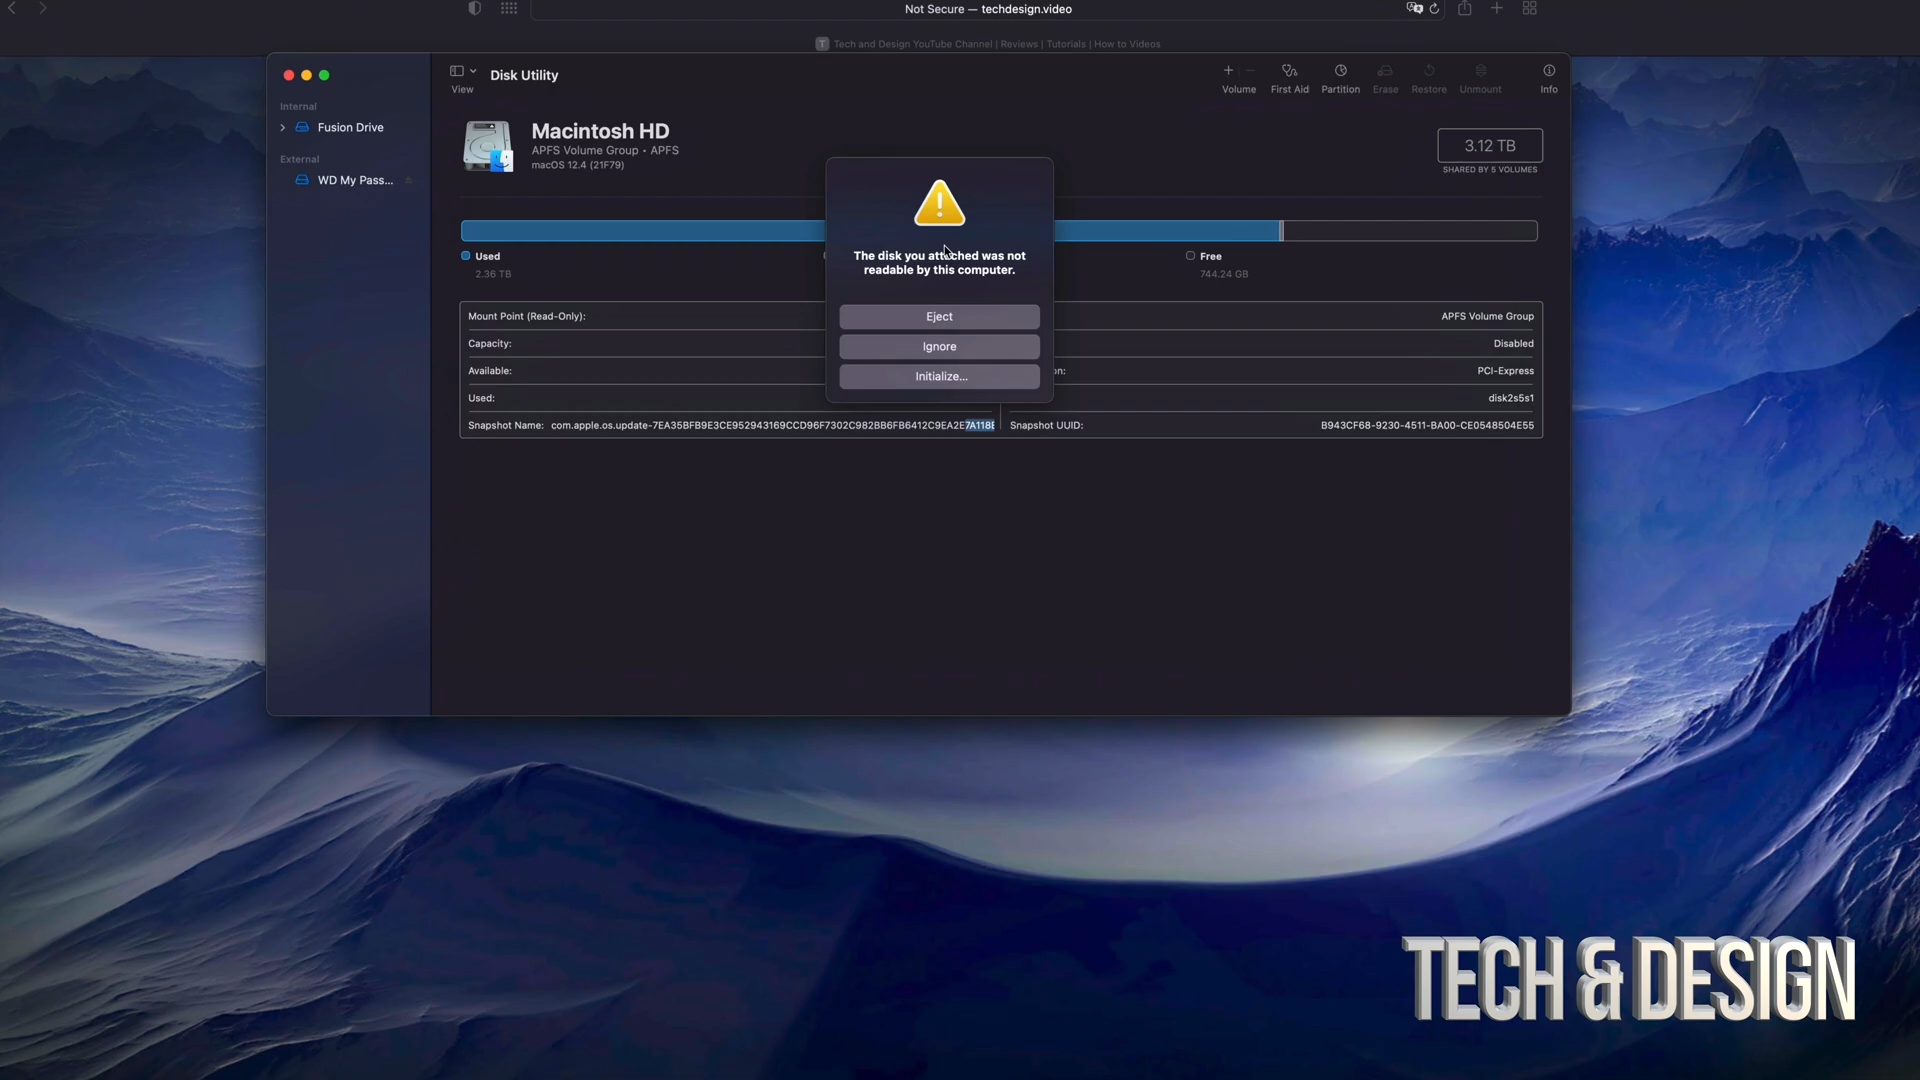 Not Secure — techdesign.video
Tech and Design YouTube Channel | Reviews | Tutorials | How to Videos
View
Disk Utility
Volume
First Aid
Partition
Erase
Restore
Unmount
Info
Internal
Fusion Drive
External
WD My Pass...
Macintosh HD
APFS Volume Group • APFS
macOS 12.4 (21F79)
3.12 TB
SHARED BY 5 VOLUMES
The disk you attached was not
readable by this computer.
Eject
Ignore
Initialize...
Used
2.36 TB
Free
744.24 GB
Mount Point (Read-Only):
APFS Volume Group
Capacity:
Disabled
Available:
on:
PCI-Express
Used:
disk2s5s1
Snapshot Name: com.apple.os.update-7EA35BFB9E3CE952943169CCD96F7302C982BB6FB6412C9EA2E7A118E
Snapshot UUID: B943CF68-9230-4511-BA00-CE0548504E55
TECH & DESIGN